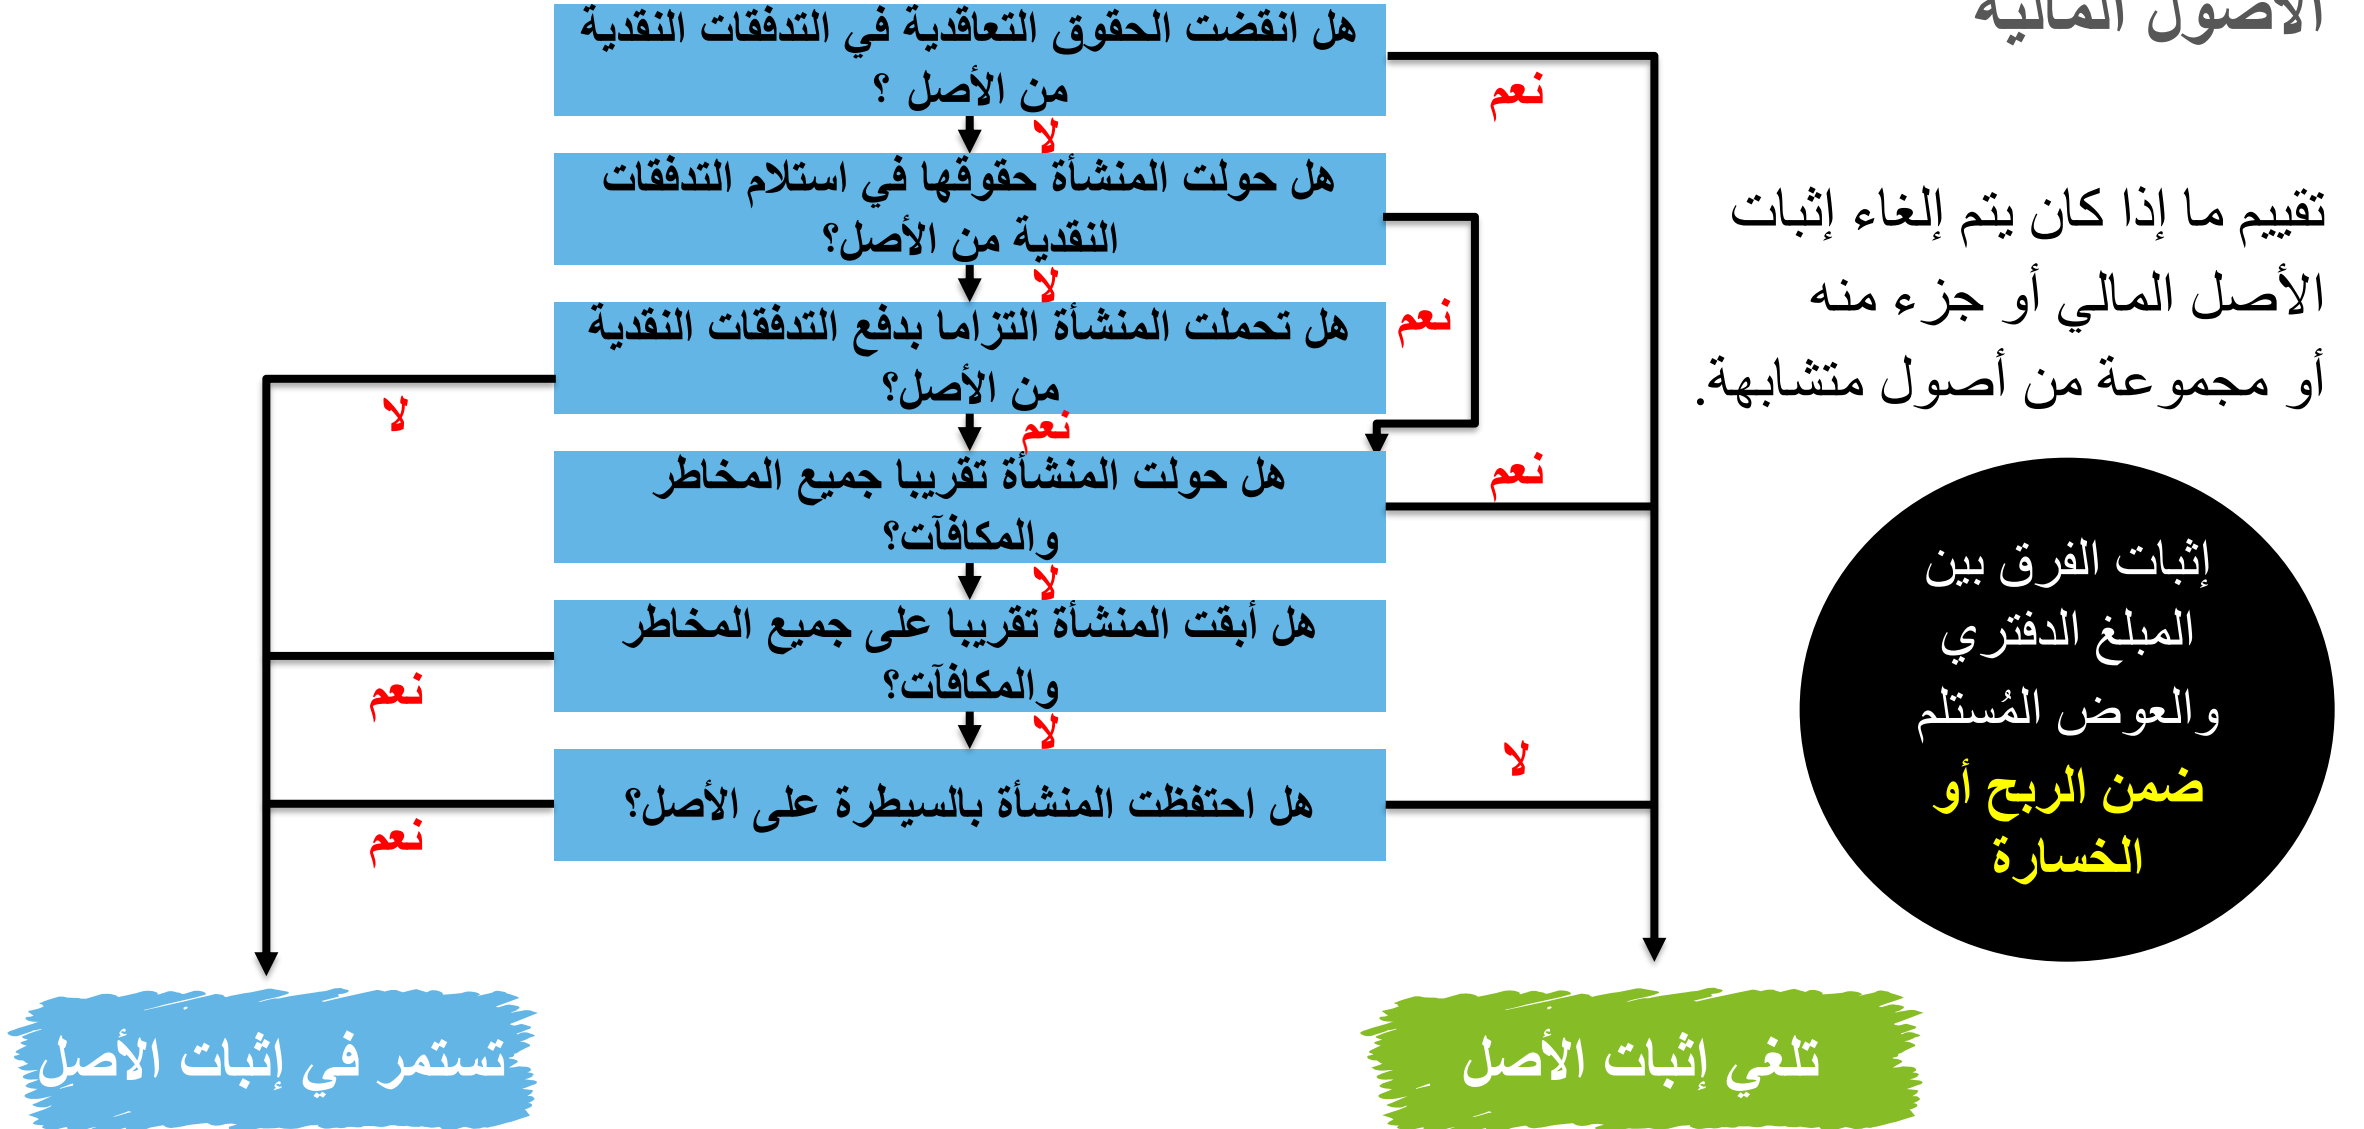 الأصول المالية
تقييم ما إذا كان يتم إلغاء إثبات
الأصل المالي أو جزء منه
أو مجموعة من أصول متشابهة.
هل انقضت الحقوق التعاقدية في التدفقات النقدية
من الأصل ؟
نعم
لا
هل حولت المنشأة حقوقها في استلام التدفقات
النقدية من الأصل؟
نعم
لا
هل تحملت المنشأة التزاما بدفع التدفقات النقدية
من الأصل؟
لا
نعم
هل حولت المنشأة تقريبا جميع المخاطر
والمكافآت؟
نعم
لا
هل أبقت المنشأة تقريبا على جميع المخاطر
والمكافآت؟
نعم
لا
هل احتفظت المنشأة بالسيطرة على الأصل؟
لا
نعم
إثبات الفرق بين
المبلغ الدفتري
والعوض المُستلم
ضمن الربح أو
الخسارة
تلغي إثبات الأصل
تستمر في إثبات الأصل